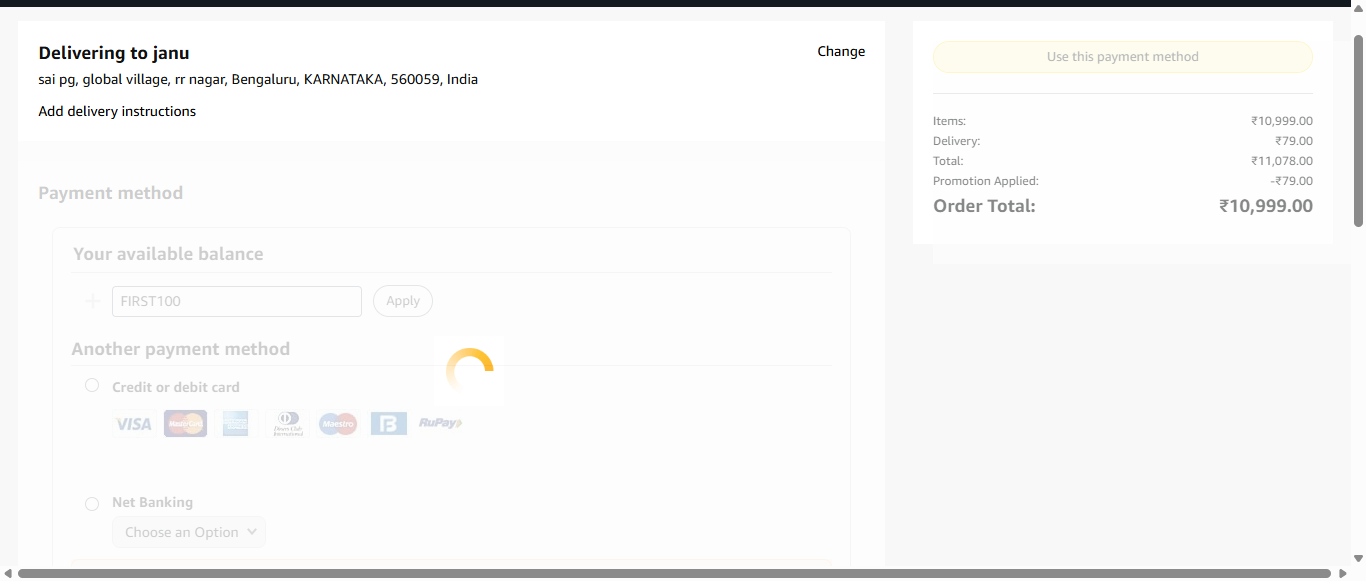 Delivering to janu
Change
sai pg, global village, rr nagar, Bengaluru, KARNATAKA, 560059, India
Add delivery instructions
Payment method
Your available balance
FIRST100
Apply
Another payment method
Credit or debit card
VISA
MasterCard
Diners Club International
Maestro
RuPay
Net Banking
Choose an Option
Use this payment method
Items: ₹10,999.00
Delivery: ₹79.00
Total: ₹11,078.00
Promotion Applied: -₹79.00
Order Total: ₹10,999.00